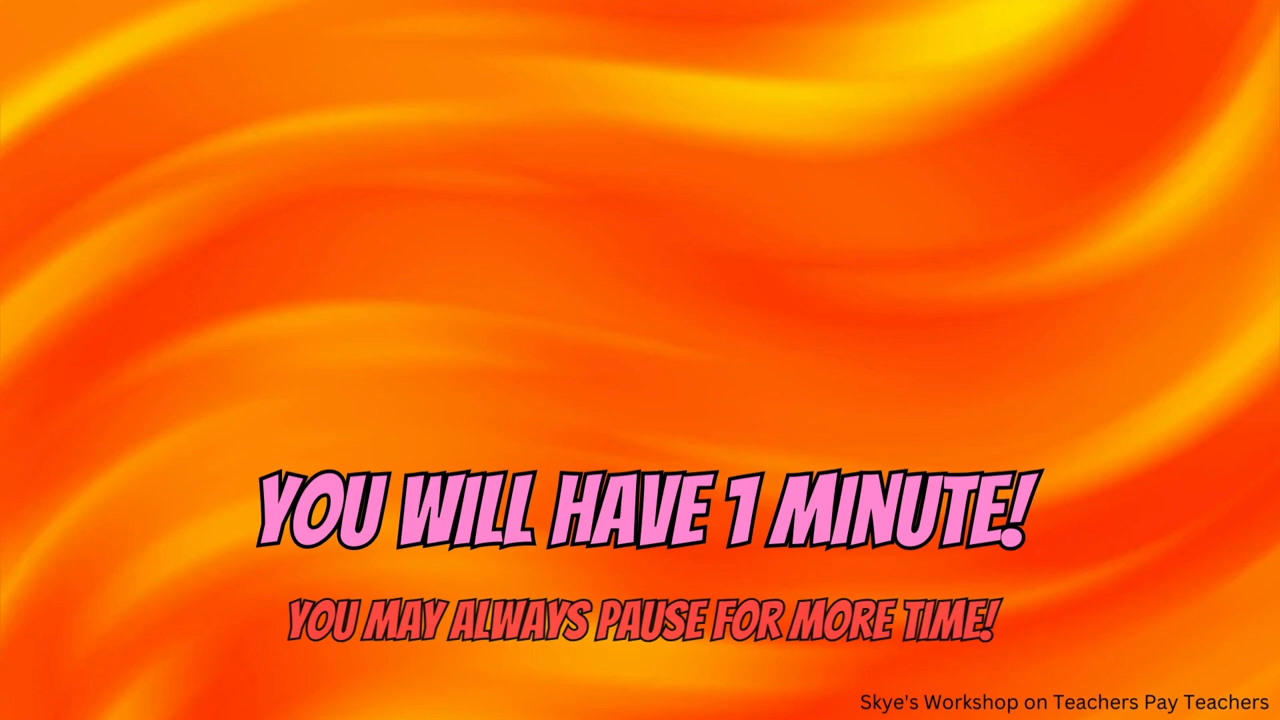 YOU WILL HAVE 1 MINUTE!
YOU MAY ALWAYS PAUSE FOR MORE TIME!
Skye's Workshop on Teachers Pay Teachers